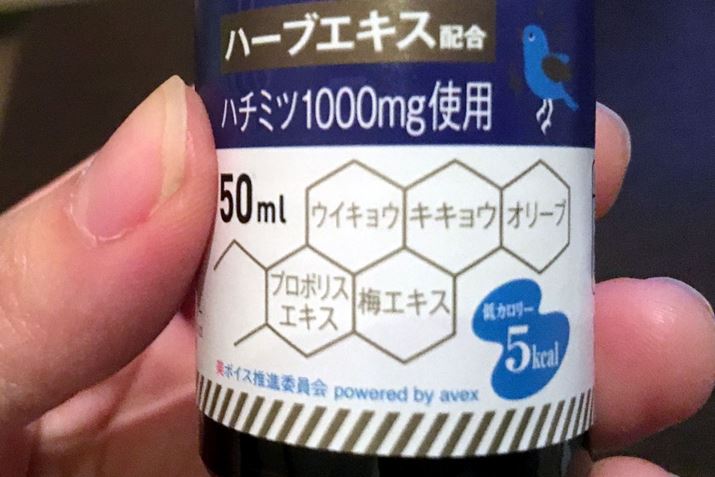 ハーブエキス配合
ハチミツ1000mg使用
50ml
ウイキョウ
キキョウ
オリーブ
プロポリス
エキス
梅エキス
低カロリー
5kcal
美ボイス推進委員会 powered by avex